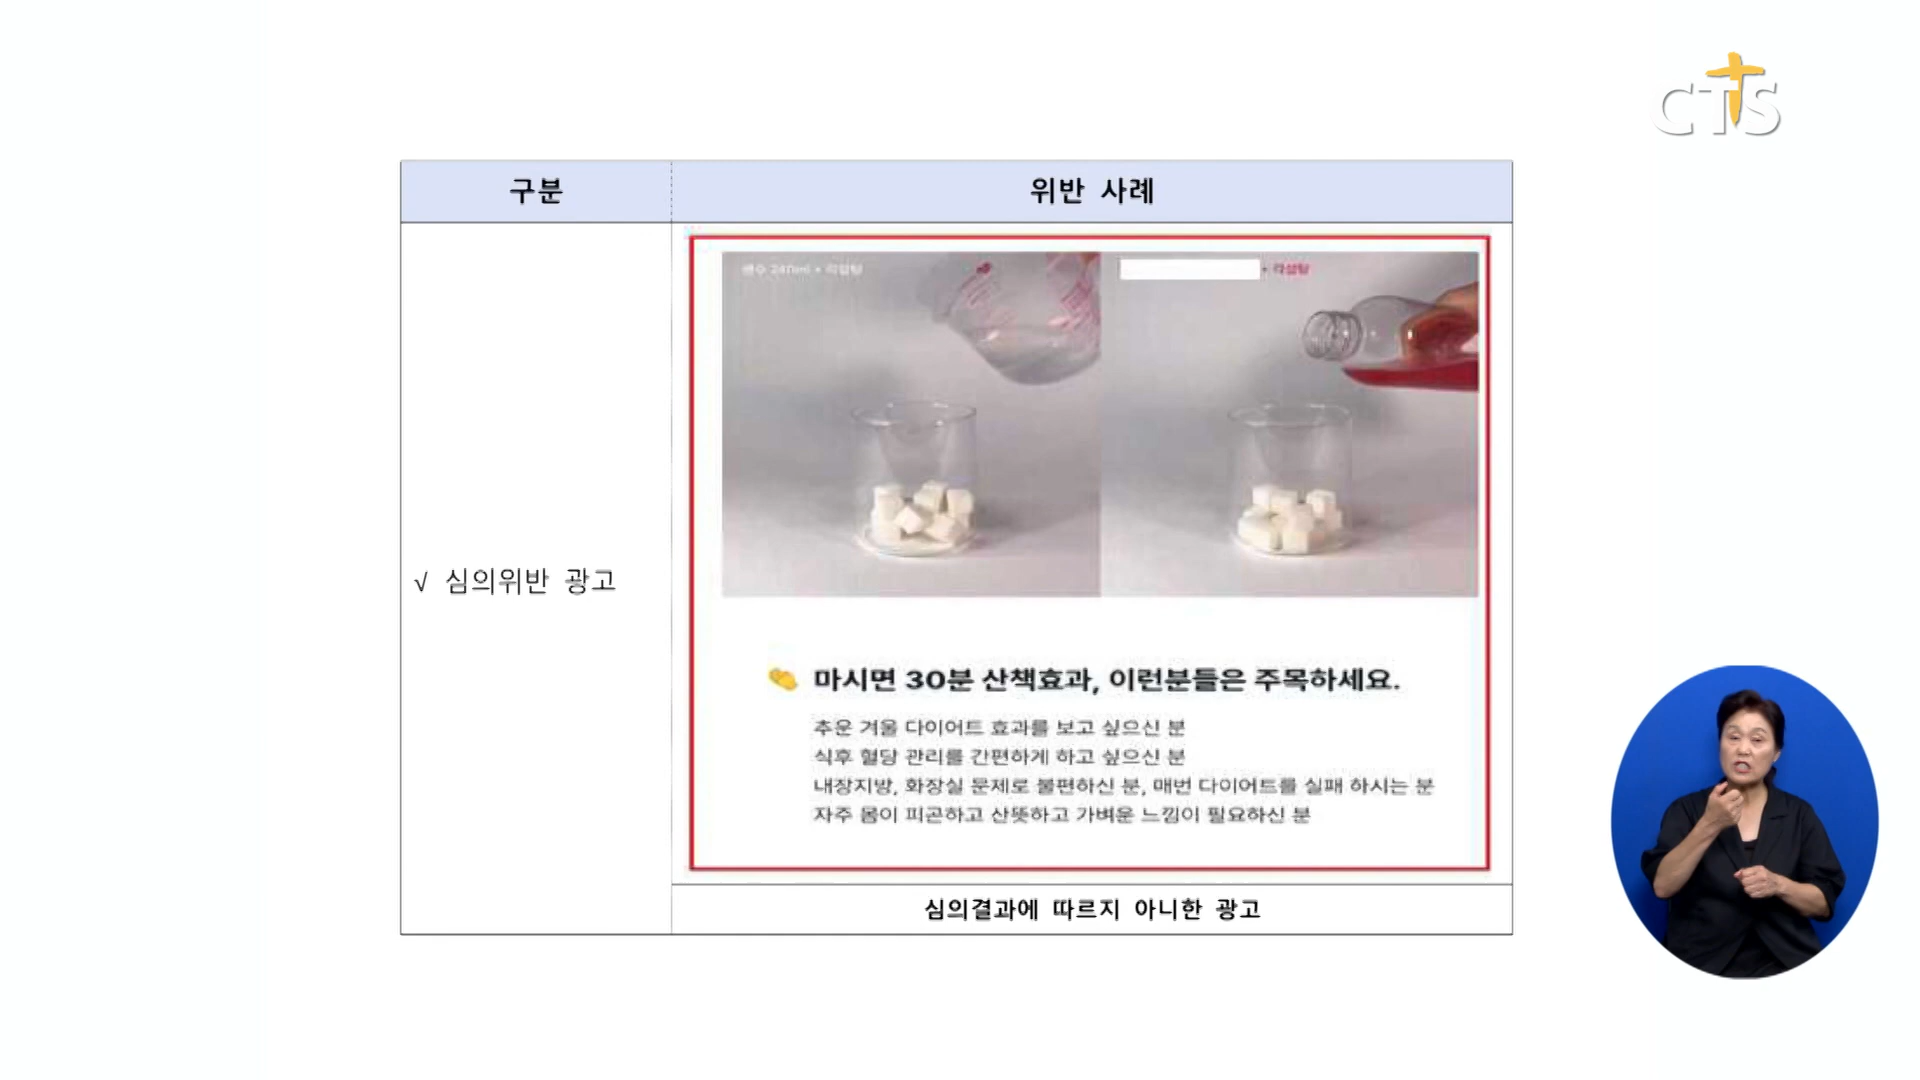 CTS
구분
위반 사례
+ 각설탕
√ 심의위반 광고
마시면 30분 산책효과, 이런분들은 주목하세요.
추운 겨울 다이어트 효과를 보고 싶으신 분
식후 혈당 관리를 간편하게 하고 싶으신 분
내장지방, 화장실 문제로 불편하신 분, 매번 다이어트를 실패 하시는 분
자주 몸이 피곤하고 산뜻하고 가벼운 느낌이 필요하신 분
심의결과에 따르지 아니한 광고